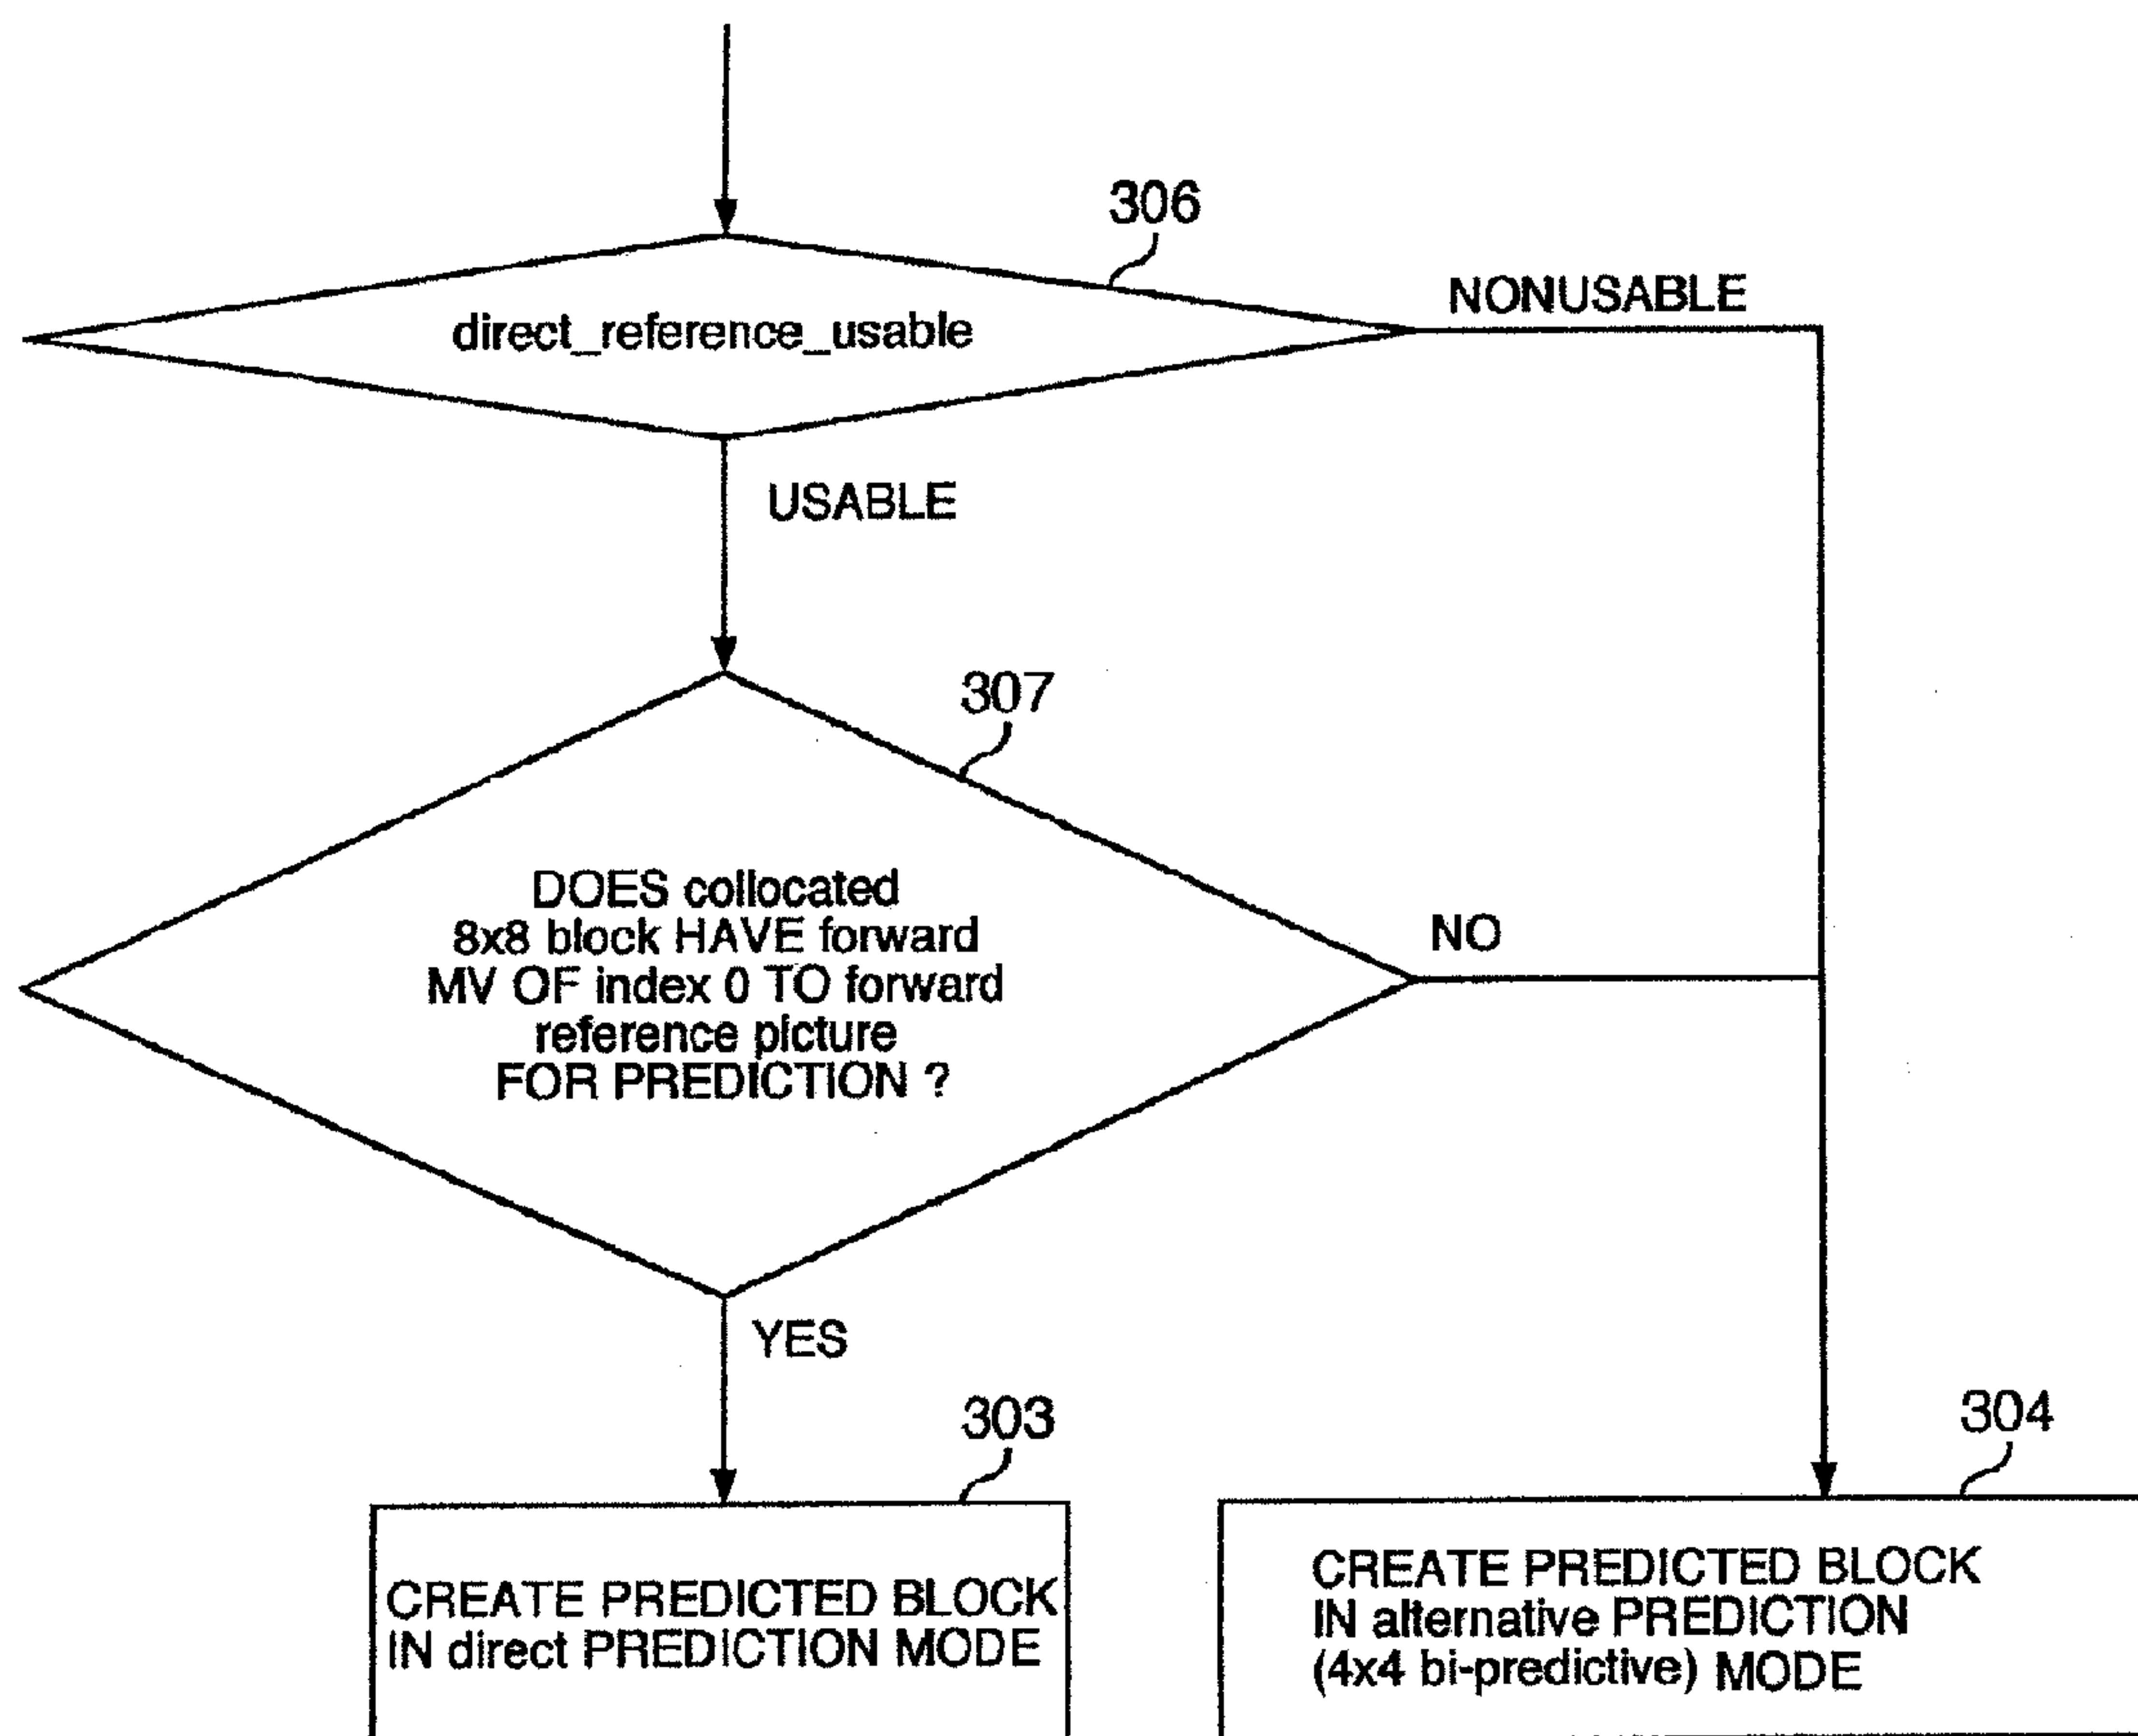 306
NONUSABLE
direct_reference_usable
USABLE
307
DOES collocated
8x8 block HAVE forward
MV OF index 0 TO forward
reference picture
FOR PREDICTION ?
NO
YES
303
304
CREATE PREDICTED BLOCK
IN direct PREDICTION MODE
CREATE PREDICTED BLOCK
IN alternative PREDICTION
(4x4 bi-predictive) MODE